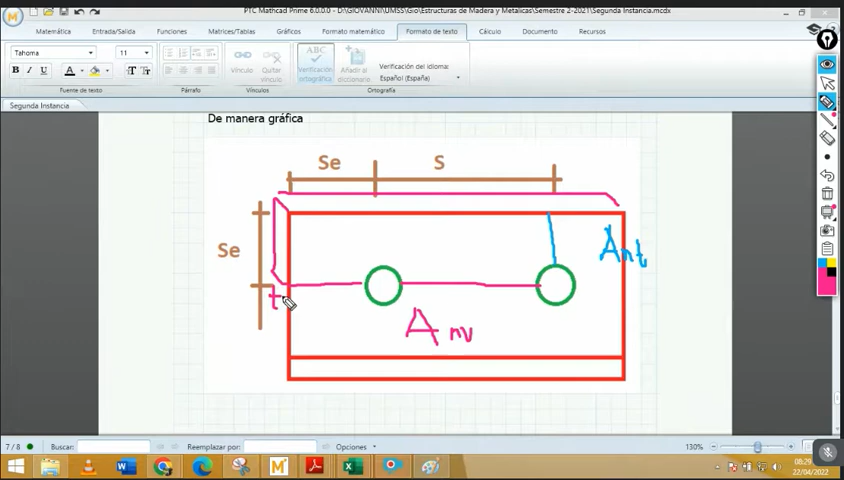 PTC Mathcad Prime 6.0.0.0 - D:\GIOVANNI\UMSS\Gio\Estructuras de Madera y Metalicas\Semestre 2-2021\Segunda Instancia.mcdx
Matemática Entrada/Salida Funciones Matrices/Tablas Gráficos Formato matemático Formato de texto Cálculo Documento Recursos
Tahoma 11
B I U A
Vínculo Quitar vínculo
ABC Verificación ortográfica
Añadir al diccionario
Verificación del idioma:
Español (España)
Fuente de texto Párrafo Vínculos Ortografía
Segunda Instancia
De manera gráfica
Se S
Se
Ant
t
Anv
7 / 8 Buscar: Reemplazar por: Opciones 130%
08:29
22/04/2022